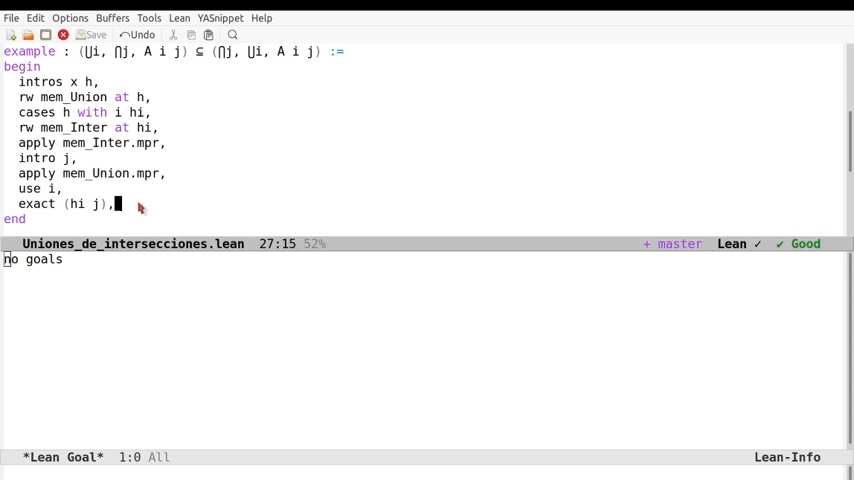 File Edit Options Buffers Tools Lean YASnippet Help
Save Undo
example : (⋃i, ⋂j, A i j) ⊆ (⋂j, ⋃i, A i j) :=
begin
  intros x h,
  rw mem_Union at h,
  cases h with i hi,
  rw mem_Inter at hi,
  apply mem_Inter.mpr,
  intro j,
  apply mem_Union.mpr,
  use i,
  exact (hi j),
end
Uniones_de_intersecciones.lean 27:15 52% + master Lean ✓ ✔ Good
no goals
*Lean Goal* 1:0 All Lean-Info